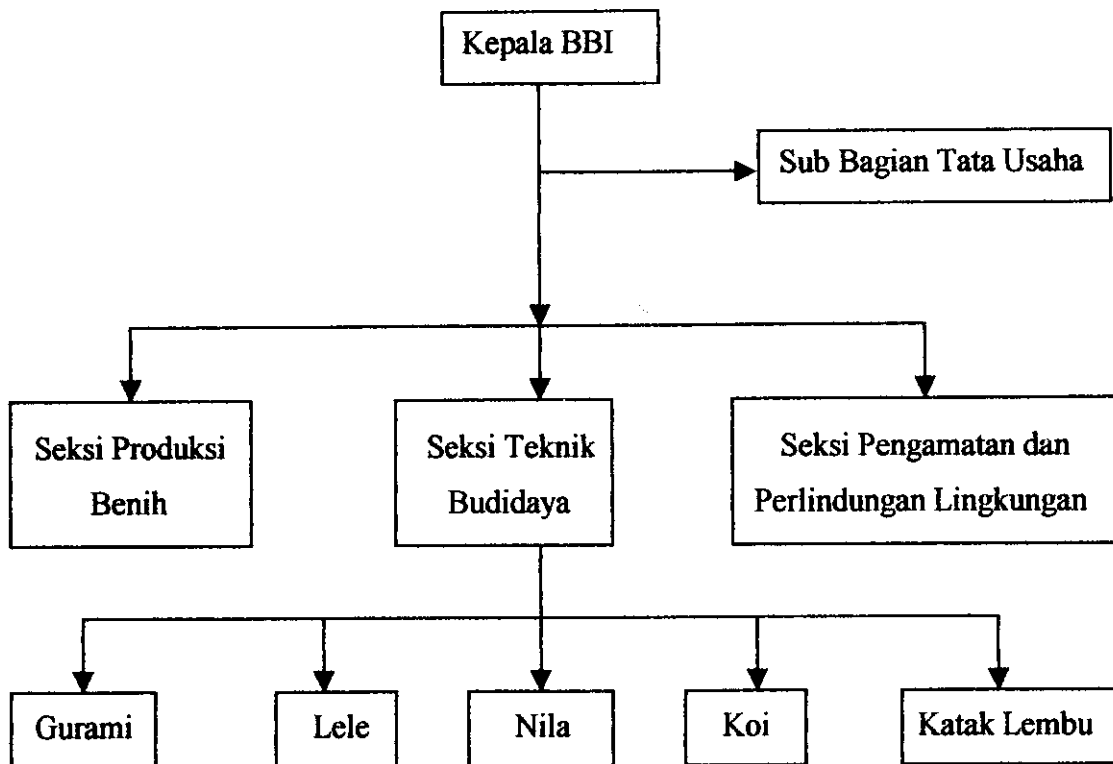 Kepala BBI
Sub Bagian Tata Usaha
Seksi Produksi
Benih
Seksi Teknik
Budidaya
Seksi Pengamatan dan
Perlindungan Lingkungan
Gurami
Lele
Nila
Koi
Katak Lembu